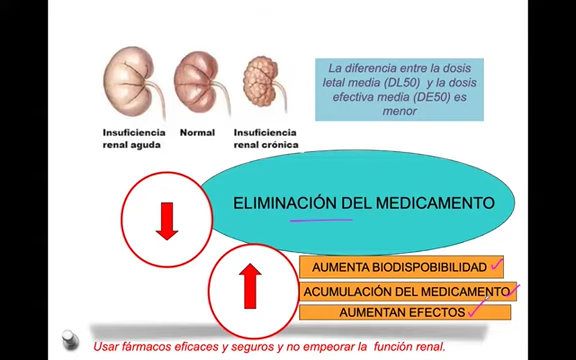 La diferencia entre la dosis
letal media (DL50) y la dosis
efectiva media (DE50) es
menor
Insuficiencia
renal aguda
Normal
Insuficiencia
renal crónica
ELIMINACIÓN DEL MEDICAMENTO
AUMENTA BIODISPOBIBILIDAD
ACUMULACIÓN DEL MEDICAMENTO
AUMENTAN EFECTOS
Usar fármacos eficaces y seguros y no empeorar la función renal.